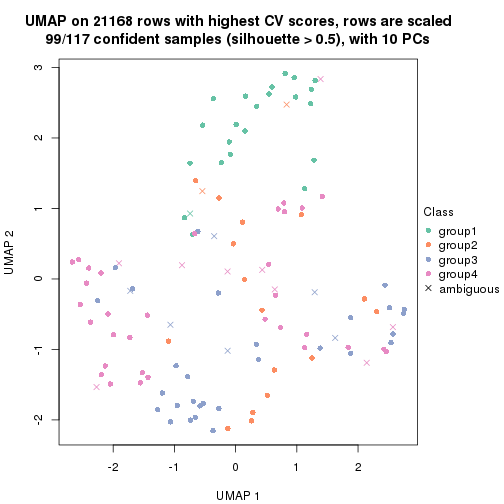 UMAP on 21168 rows with highest CV scores, rows are scaled
99/117 confident samples (silhouette > 0.5), with 10 PCs
3
2
1
0
-1
-2
UMAP 2
-2 -1 0 1 2
UMAP 1
Class
group1
group2
group3
group4
ambiguous